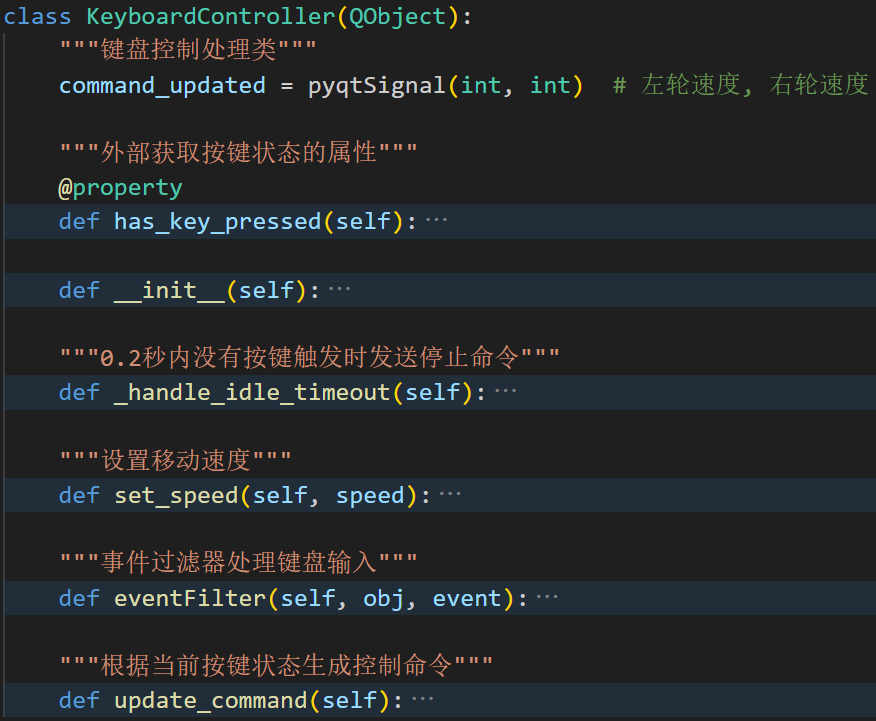 class KeyboardController(QObject):
"""键盘控制处理类"""
command_updated = pyqtSignal(int, int)  # 左轮速度, 右轮速度
"""外部获取按键状态的属性"""
@property
def has_key_pressed(self):···
def __init__(self):···
"""0.2秒内没有按键触发时发送停止命令"""
def _handle_idle_timeout(self):···
"""设置移动速度"""
def set_speed(self, speed):···
"""事件过滤器处理键盘输入"""
def eventFilter(self, obj, event):···
"""根据当前按键状态生成控制命令"""
def update_command(self):···